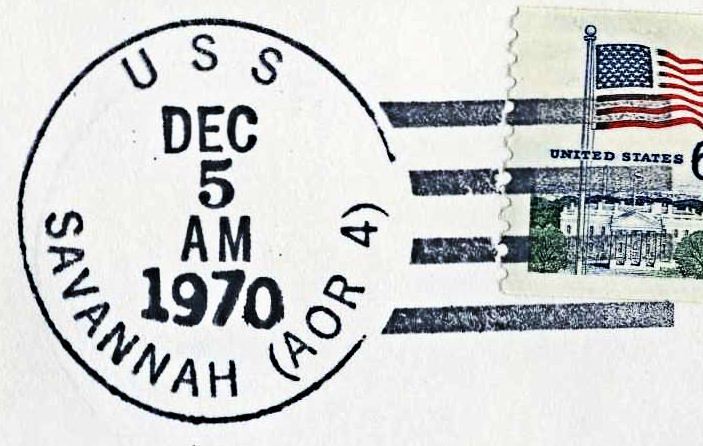 USS
DEC
5
AM
1970
SAVANNAH (AOR 4)
UNITED STATES 6